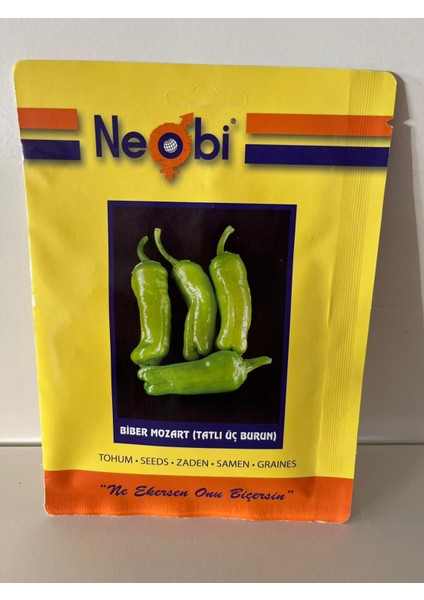 Neobi®
BİBER MOZART (TATLI ÜÇ BURUN)
TOHUM • SEEDS • ZADEN • SAMEN • GRAINES
"Ne Ekersen Onu Biçersin"